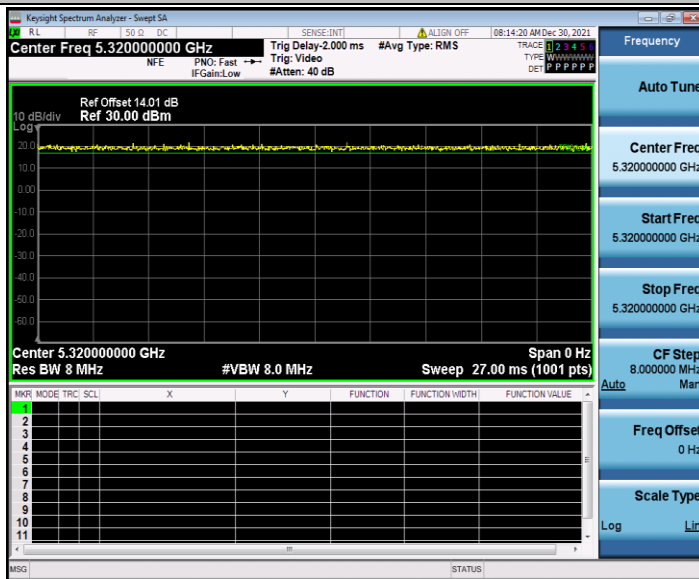 Keysight Spectrum Analyzer - Swept SA
RL RF 50 Ω DC SENSE:INT ALIGN OFF 08:14:20 AM Dec 30, 2021
Center Freq 5.320000000 GHz
NFE PNO: Fast IFGain:Low
Trig Delay-2.000 ms Trig: Video #Atten: 40 dB
#Avg Type: RMS
TRACE 1 2 3 4 5 6
TYPE WWWWWW
DET P P P P P P
Ref Offset 14.01 dB
10 dB/div Ref 30.00 dBm
Log
20.0
10.0
0.00
-10.0
-20.0
-30.0
-40.0
-50.0
-60.0
Center 5.320000000 GHz Span 0 Hz
Res BW 8 MHz #VBW 8.0 MHz Sweep 27.00 ms (1001 pts)
MKR MODE TRC SCL X Y FUNCTION FUNCTION WIDTH FUNCTION VALUE
1
2
3
4
5
6
7
8
9
10
11
MSG STATUS
Frequency
Auto Tune
Center Freq
5.320000000 GHz
Start Freq
5.320000000 GHz
Stop Freq
5.320000000 GHz
CF Step
8.000000 MHz
Auto Man
Freq Offset
0 Hz
Scale Type
Log Lin